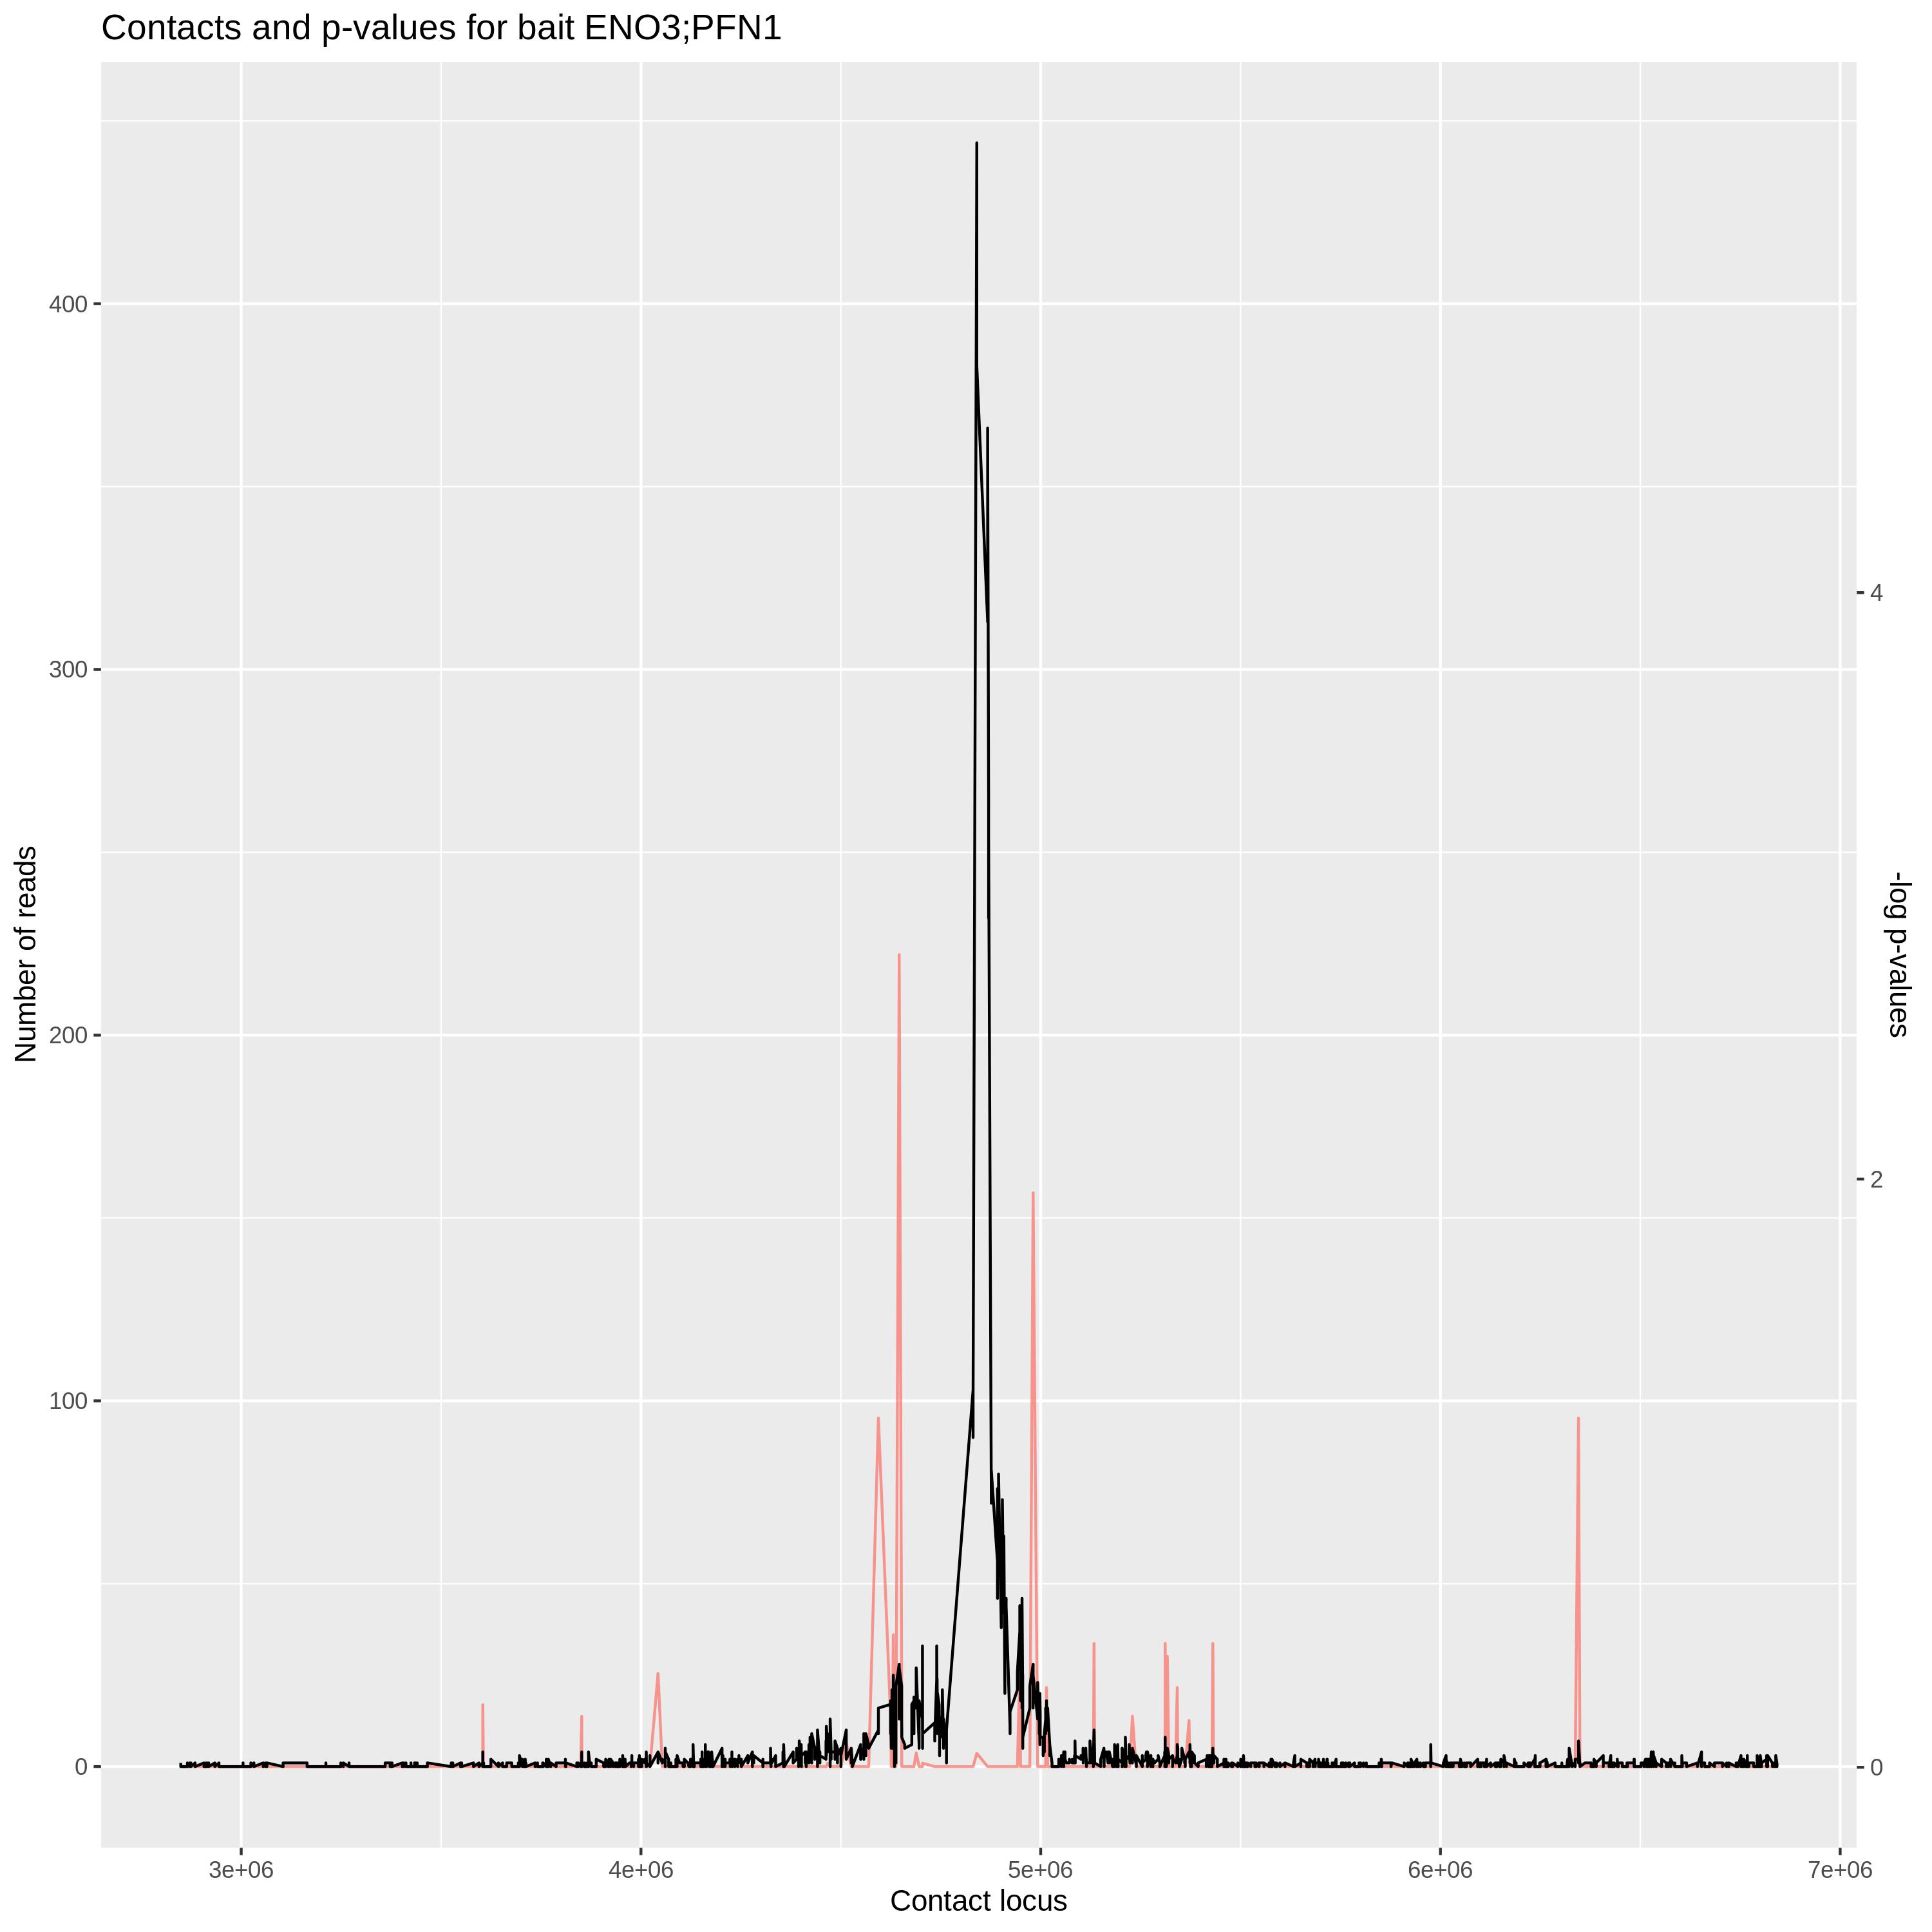 Contacts and p-values for bait ENO3;PFN1
400
300
200
100
0
Number of reads
4
2
0
-log p-values
3e+06
4e+06
5e+06
6e+06
7e+06
Contact locus